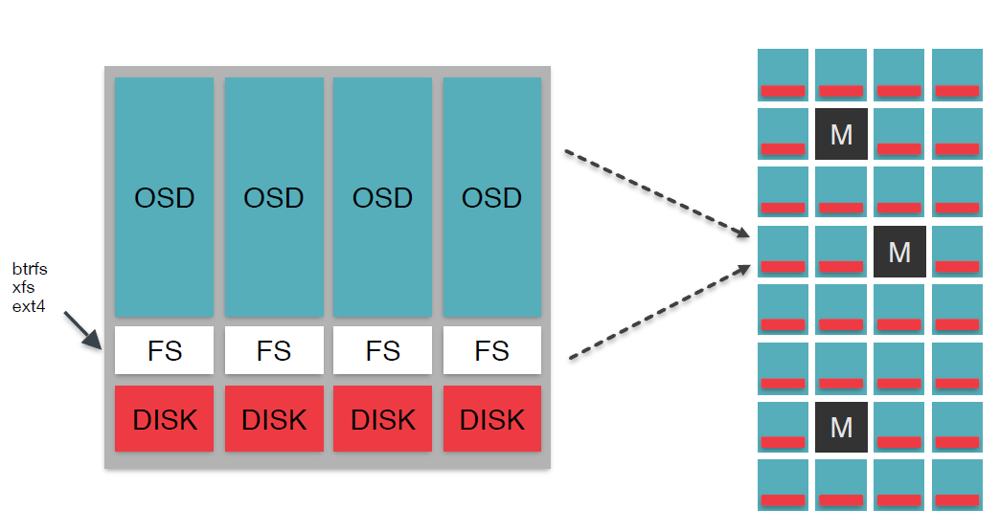 OSD OSD OSD OSD
btrfs
xfs
ext4
FS FS FS FS
DISK DISK DISK DISK
M
M
M